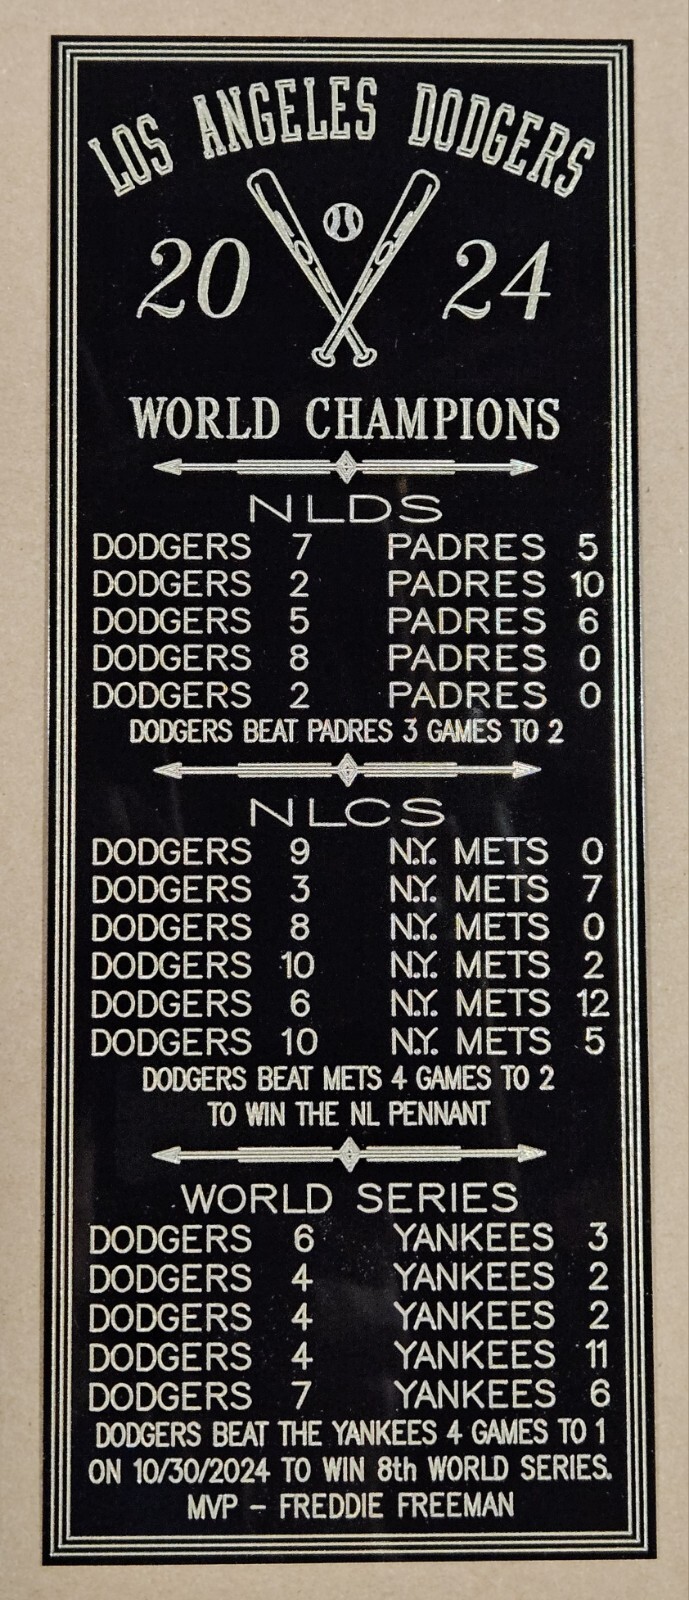 LOS ANGELES DODGERS
20 24
WORLD CHAMPIONS
NLDS
DODGERS 7 PADRES 5
DODGERS 2 PADRES 10
DODGERS 5 PADRES 6
DODGERS 8 PADRES 0
DODGERS 2 PADRES 0
DODGERS BEAT PADRES 3 GAMES TO 2
NLCS
DODGERS 9 N.Y. METS 0
DODGERS 3 N.Y. METS 7
DODGERS 8 N.Y. METS 0
DODGERS 10 N.Y. METS 2
DODGERS 6 N.Y. METS 12
DODGERS 10 N.Y. METS 5
DODGERS BEAT METS 4 GAMES TO 2
TO WIN THE NL PENNANT
WORLD SERIES
DODGERS 6 YANKEES 3
DODGERS 4 YANKEES 2
DODGERS 4 YANKEES 2
DODGERS 4 YANKEES 11
DODGERS 7 YANKEES 6
DODGERS BEAT THE YANKEES 4 GAMES TO 1
ON 10/30/2024 TO WIN 8th WORLD SERIES.
MVP - FREDDIE FREEMAN